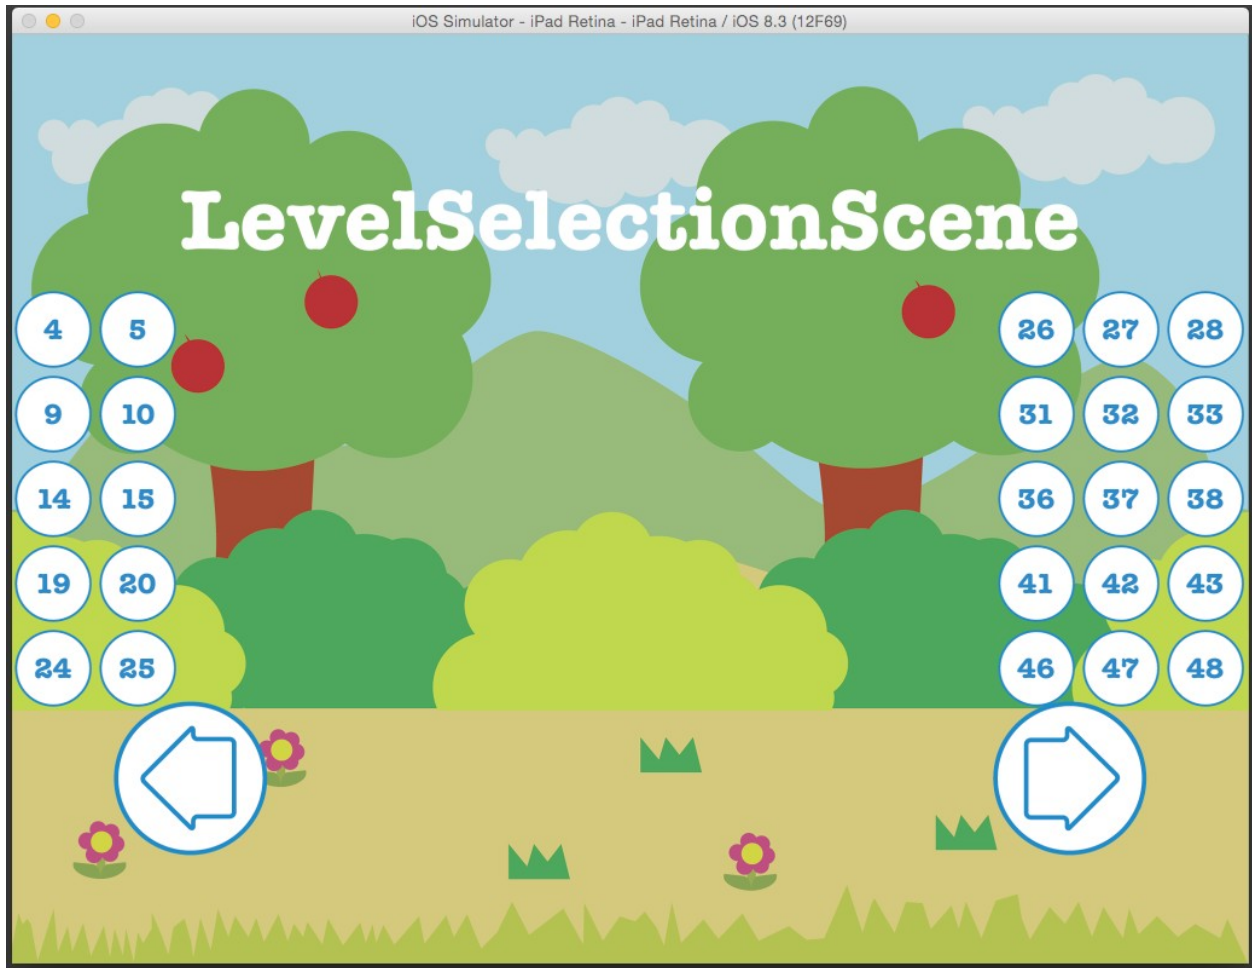 iOS Simulator - iPad Retina - iPad Retina / iOS 8.3 (12F69)
LevelSelectionScene
4 5 26 27 28
9 10 31 32 33
14 15 36 37 38
19 20 41 42 43
24 25 46 47 48